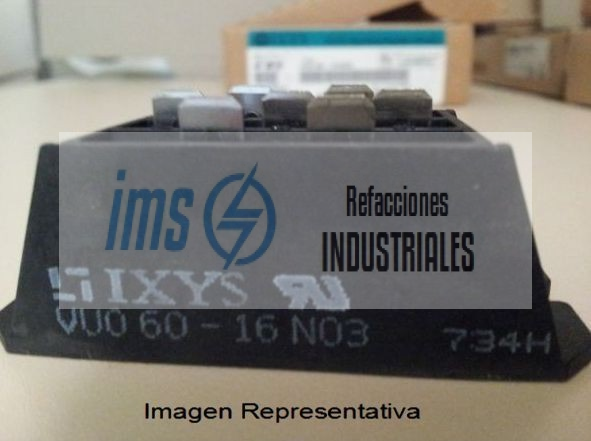 ims
Refacciones
INDUSTRIALES
IXYS
VUO 60 - 16 NO3
734H
Imagen Representativa